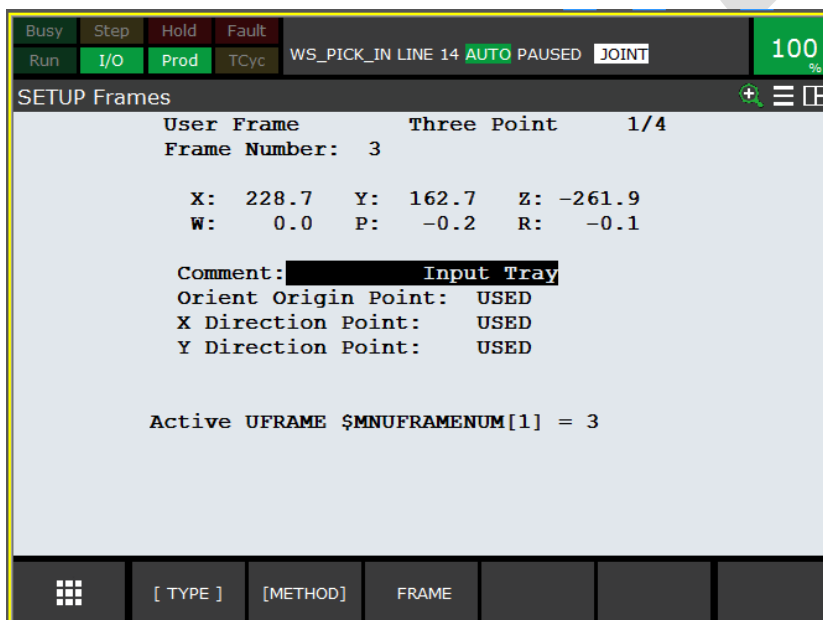 Busy Step Hold Fault
Run I/O Prod TCyc WS_PICK_IN LINE 14 AUTO PAUSED JOINT 100 %
SETUP Frames
User Frame Three Point 1/4
Frame Number: 3
X: 228.7 Y: 162.7 Z: -261.9
W: 0.0 P: -0.2 R: -0.1
Comment: Input Tray
Orient Origin Point: USED
X Direction Point: USED
Y Direction Point: USED
Active UFRAME $MNUFRAMENUM[1] = 3
[ TYPE ] [METHOD] FRAME